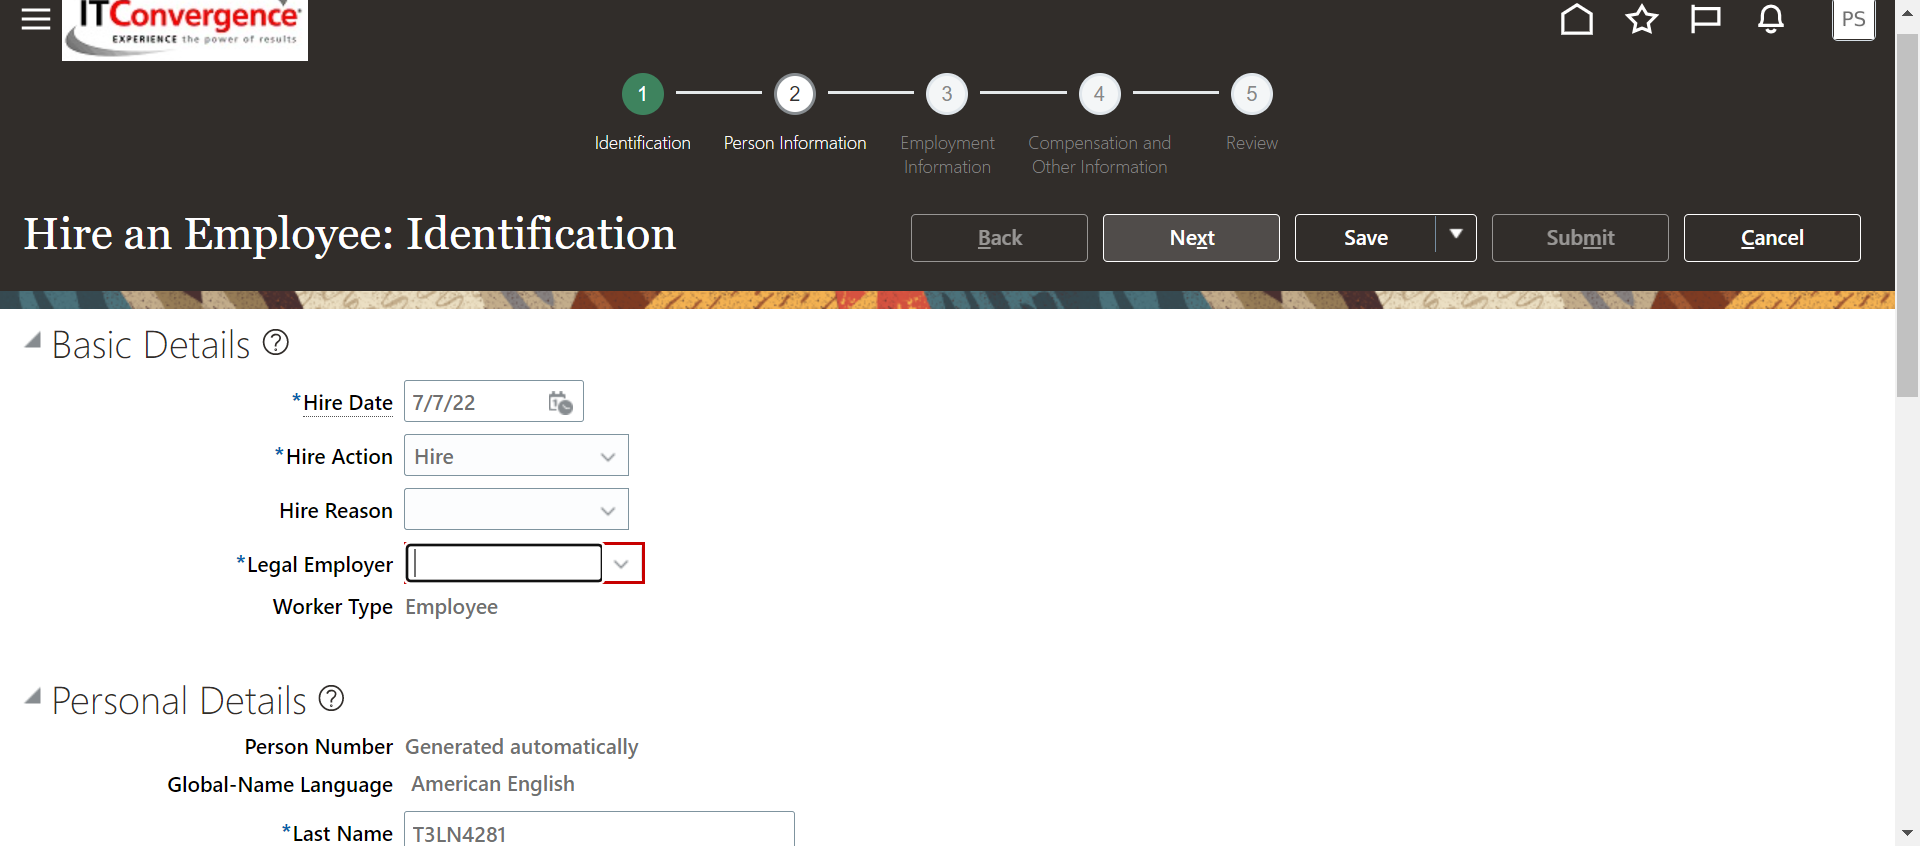 ITConvergence
EXPERIENCE the power of results
PS
1
2
3
4
5
Identification
Person Information
Employment
Information
Compensation and
Other Information
Review
Hire an Employee: Identification
Back
Next
Save
Submit
Cancel
Basic Details ?
*Hire Date 7/7/22
*Hire Action Hire
Hire Reason
*Legal Employer
Worker Type Employee
Personal Details ?
Person Number Generated automatically
Global-Name Language American English
*Last Name T3LN4281